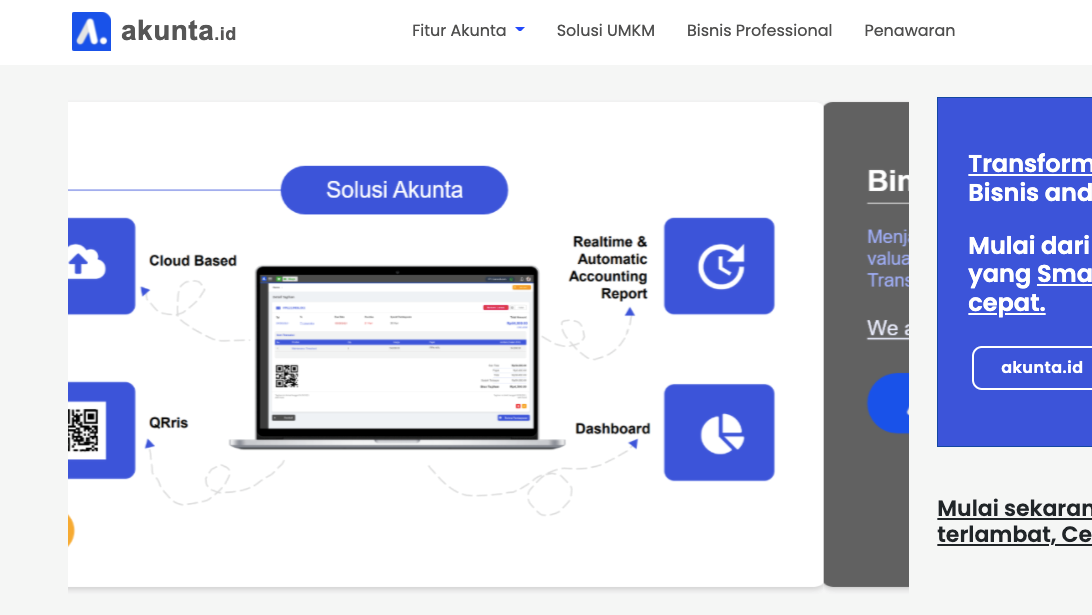 akunta.id
Fitur Akunta
Solusi UMKM
Bisnis Professional
Penawaran
Solusi Akunta
Cloud Based
Realtime &
Automatic
Accounting
Report
QRris
Dashboard
Bin
Menja
valua
Trans
We a
Transform
Bisnis and
Mulai dari
yang Sma
cepat.
akunta.id
Mulai sekaran
terlambat, Ce